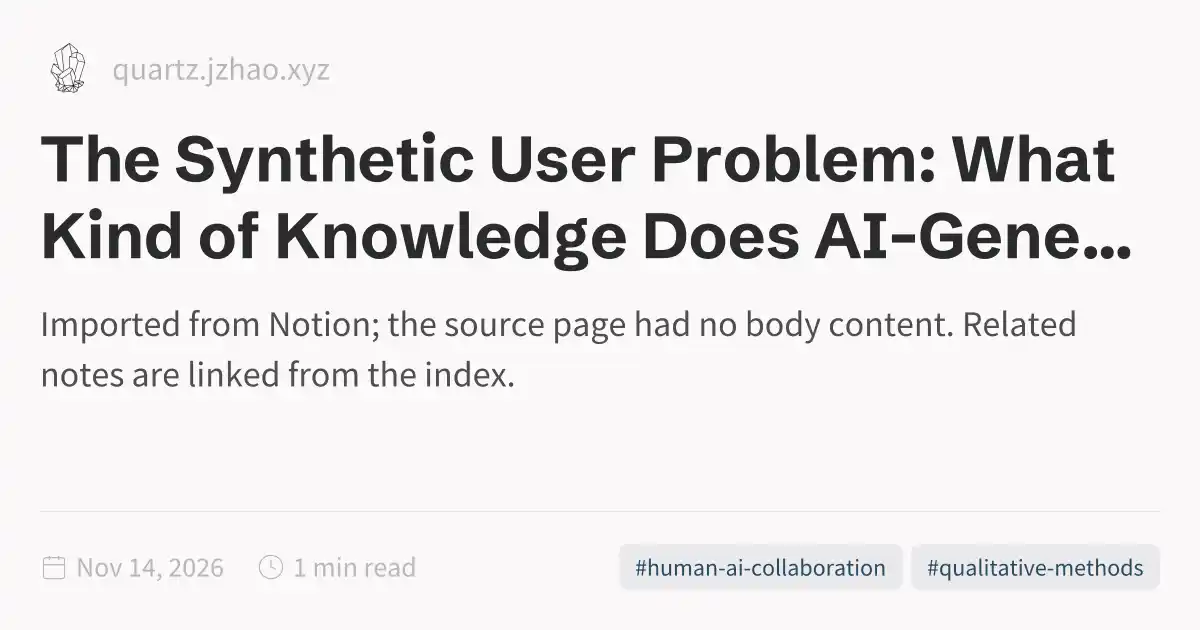 quartz.jzhao.xyz
The Synthetic User Problem: What
Kind of Knowledge Does AI-Gene...
Imported from Notion; the source page had no body content. Related
notes are linked from the index.
Nov 14, 2026
1 min read
#human-ai-collaboration
#qualitative-methods